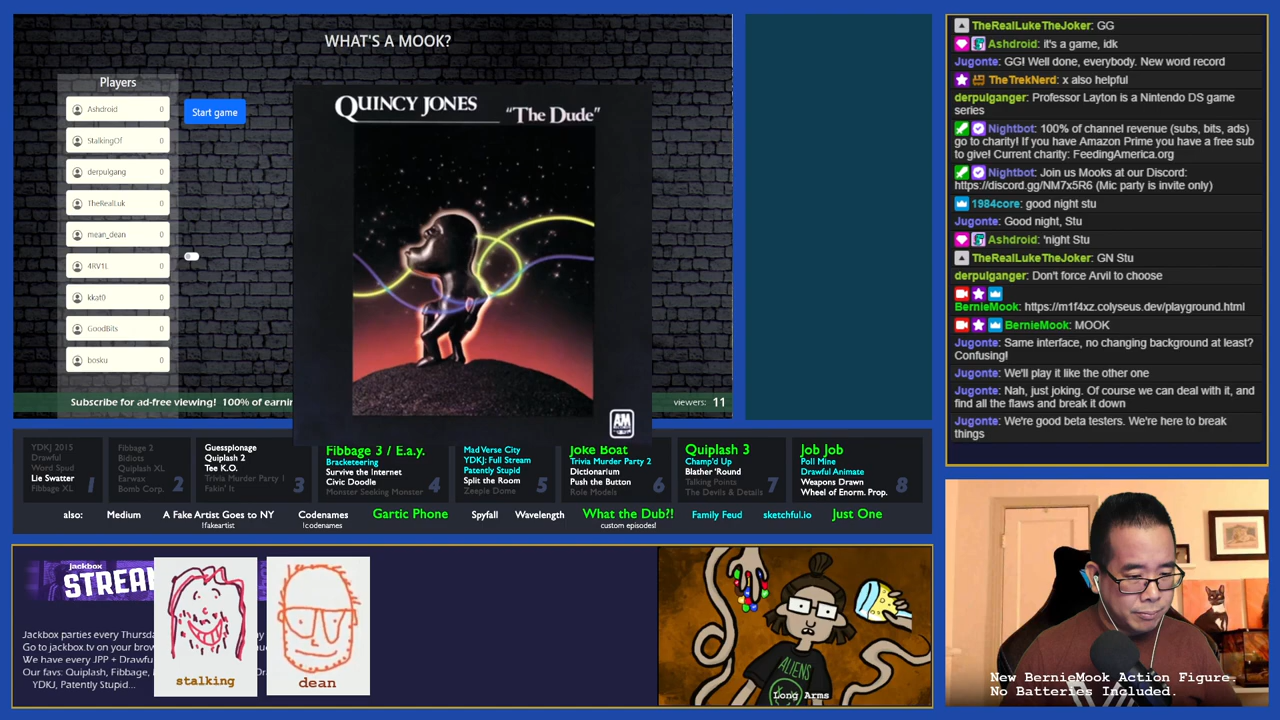 WHAT'S A MOOK?
Players
Ashdroid 0
StalkingOf 0
derpulgang 0
TheRealLuk 0
mean_dean 0
4RV1L 0
kkat0 0
GoodBits 0
bosku 0
Start game
QUINCY JONES "The Dude"
A&M
Subscribe for ad-free viewing! 100% of earnin
viewers: 11
YDKJ 2015
Drawful
Word Spud
Lie Swatter
Fibbage XL
1
Fibbage 2
Bidiots
Quiplash XL
Earwax
Bomb Corp.
2
Guesspionage
Quiplash 2
Tee K.O.
Trivia Murder Party 1
Fakin' It
3
Fibbage 3 / E.a.y.
Bracketeering
Survive the Internet
Civic Doodle
Monster Seeking Monster
4
Mad Verse City
YDKJ: Full Stream
Patently Stupid
Split the Room
Zeeple Dome
5
Joke Boat
Trivia Murder Party 2
Dictionarium
Push the Button
Role Models
6
Quiplash 3
Champ'd Up
Blather 'Round
Talking Points
The Devils & Details
7
Job Job
Poll Mine
Drawful Animate
Weapons Drawn
Wheel of Enorm. Prop.
8
also: Medium A Fake Artist Goes to NY Codenames Gartic Phone Spyfall Wavelength What the Dub?! Family Feud sketchful.io Just One
!fakeartist !codenames custom episodes!
jackbox
STREAM
Jackbox parties every Thursda
Go to jackbox.tv on your brow
We have every JPP + Drawfu
Our favs: Quiplash, Fibbage,
YDKJ, Patently Stupid...
stalking
dean
ALIENS
Long Arms
TheRealLukeTheJoker: GG
Ashdroid: it's a game, idk
Jugonte: GG! Well done, everybody. New word record
TheTrekNerd: x also helpful
derpulganger: Professor Layton is a Nintendo DS game
series
Nightbot: 100% of channel revenue (subs, bits, ads)
go to charity! If you have Amazon Prime you have a free sub
to give! Current charity: FeedingAmerica.org
Nightbot: Join us Mooks at our Discord:
https://discord.gg/NM7x5R6 (Mic party is invite only)
1984core: good night stu
Jugonte: Good night, Stu
Ashdroid: 'night Stu
TheRealLukeTheJoker: GN Stu
derpulganger: Don't force Arvil to choose
BernieMook: https://m1f4xz.colyseus.dev/playground.html
BernieMook: MOOK
Jugonte: Same interface, no changing background at least?
Confusing!
Jugonte: We'll play it like the other one
Jugonte: Nah, just joking. Of course we can deal with it, and
find all the flaws and break it down
Jugonte: We're good beta testers. We're here to break
things
New BernieMook Action Figure.
No Batteries Included.